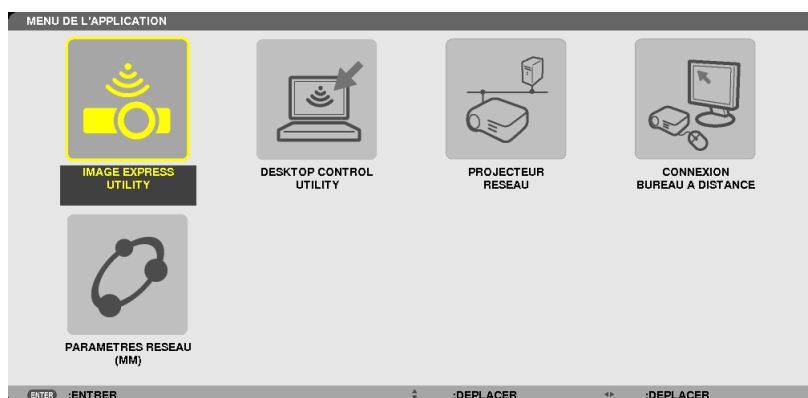 MENU DE L'APPLICATION
IMAGE EXPRESS
UTILITY
DESKTOP CONTROL
UTILITY
PROJECTEUR
RESEAU
CONNEXION
BUREAU A DISTANCE
PARAMETRES RESEAU
(MM)
ENTER :ENTRER :DEPLACER :DEPLACER